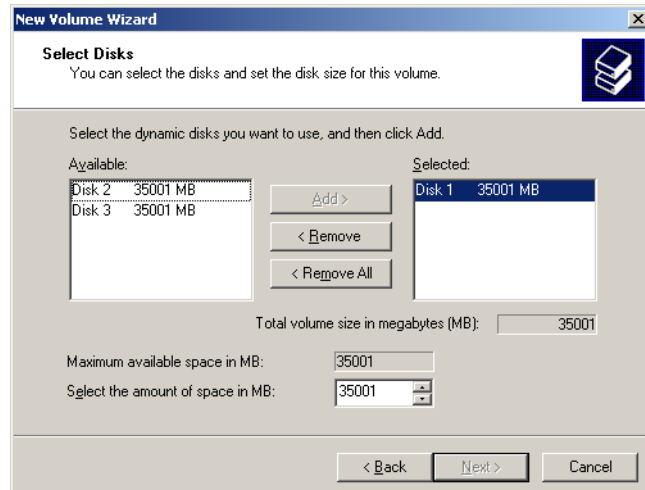 New Volume Wizard
Select Disks
You can select the disks and set the disk size for this volume.
Select the dynamic disks you want to use, and then click Add.
Available:
Selected:
Disk 2 35001 MB
Disk 3 35001 MB
Add >
< Remove
< Remove All
Disk 1 35001 MB
Total volume size in megabytes (MB): 35001
Maximum available space in MB: 35001
Select the amount of space in MB: 35001
< Back Next > Cancel